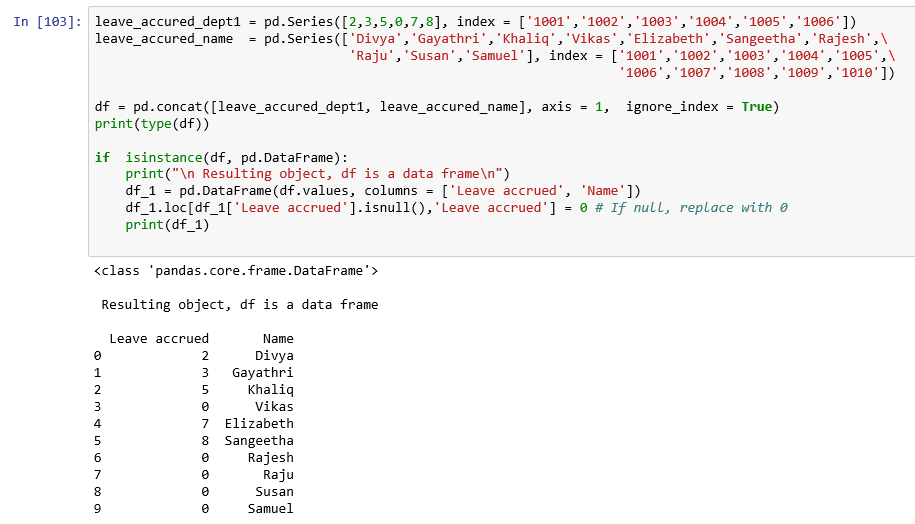 In [103]: leave_accured_dept1 = pd.Series([2,3,5,0,7,8], index = ['1001','1002','1003','1004','1005','1006'])
leave_accured_name  = pd.Series(['Divya','Gayathri','Khaliq','Vikas','Elizabeth','Sangeetha','Rajesh',\
'Raju','Susan','Samuel'], index = ['1001','1002','1003','1004','1005',\
'1006','1007','1008','1009','1010'])
df = pd.concat([leave_accured_dept1, leave_accured_name], axis = 1,  ignore_index = True)
print(type(df))
if  isinstance(df, pd.DataFrame):
    print("\n Resulting object, df is a data frame\n")
    df_1 = pd.DataFrame(df.values, columns = ['Leave accrued', 'Name'])
    df_1.loc[df_1['Leave accrued'].isnull(),'Leave accrued'] = 0 # If null, replace with 0
    print(df_1)
<class 'pandas.core.frame.DataFrame'>
Resulting object, df is a data frame
  Leave accrued       Name
0             2      Divya
1             3   Gayathri
2             5     Khaliq
3             0      Vikas
4             7  Elizabeth
5             8  Sangeetha
6             0     Rajesh
7             0       Raju
8             0      Susan
9             0     Samuel